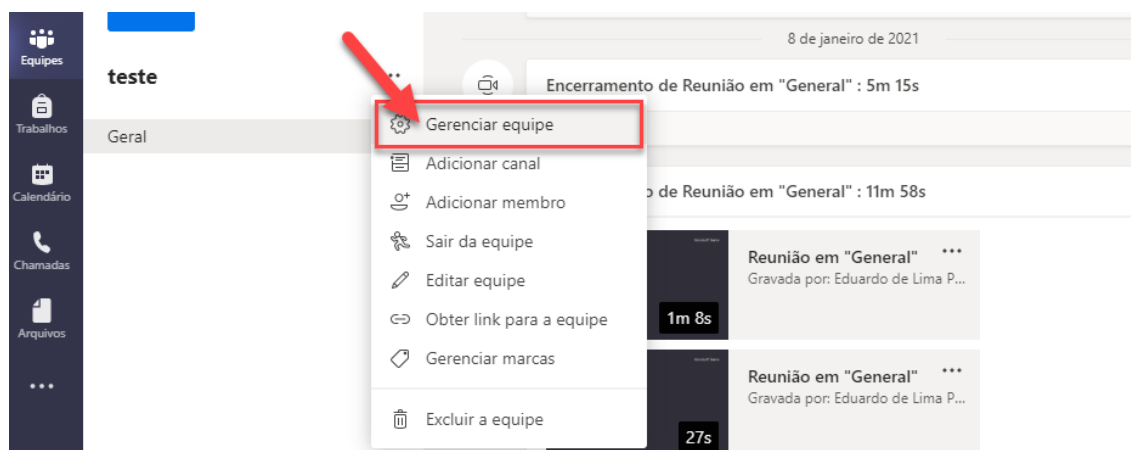 Equipes
Trabalhos
Calendário
Chamadas
Arquivos
teste
Geral
Gerenciar equipe
Adicionar canal
Adicionar membro
Sair da equipe
Editar equipe
Obter link para a equipe
Gerenciar marcas
Excluir a equipe
8 de janeiro de 2021
Encerramento de Reunião em "General" : 5m 15s
de Reunião em "General" : 11m 58s
1m 8s
Reunião em "General"
Gravada por: Eduardo de Lima P...
27s
Reunião em "General"
Gravada por: Eduardo de Lima P...